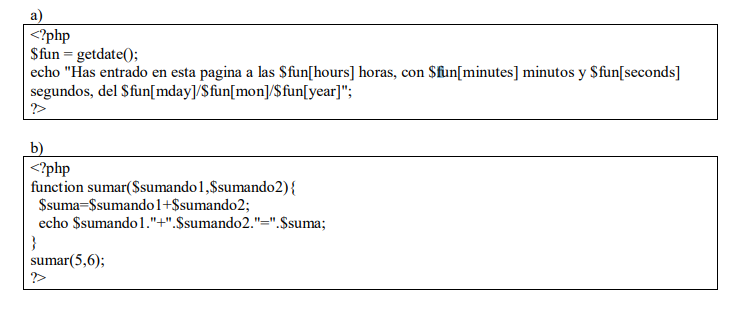 a)
<?php
$fun = getdate();
echo "Has entrado en esta pagina a las $fun[hours] horas, con $fun[minutes] minutos y $fun[seconds]
segundos, del $fun[mday]/$fun[mon]/$fun[year]";
?>
b)
<?php
function sumar($sumando1,$sumando2){
$suma=$sumando1+$sumando2;
echo $sumando1."+".$sumando2."=".$suma;
}
sumar(5,6);
?>